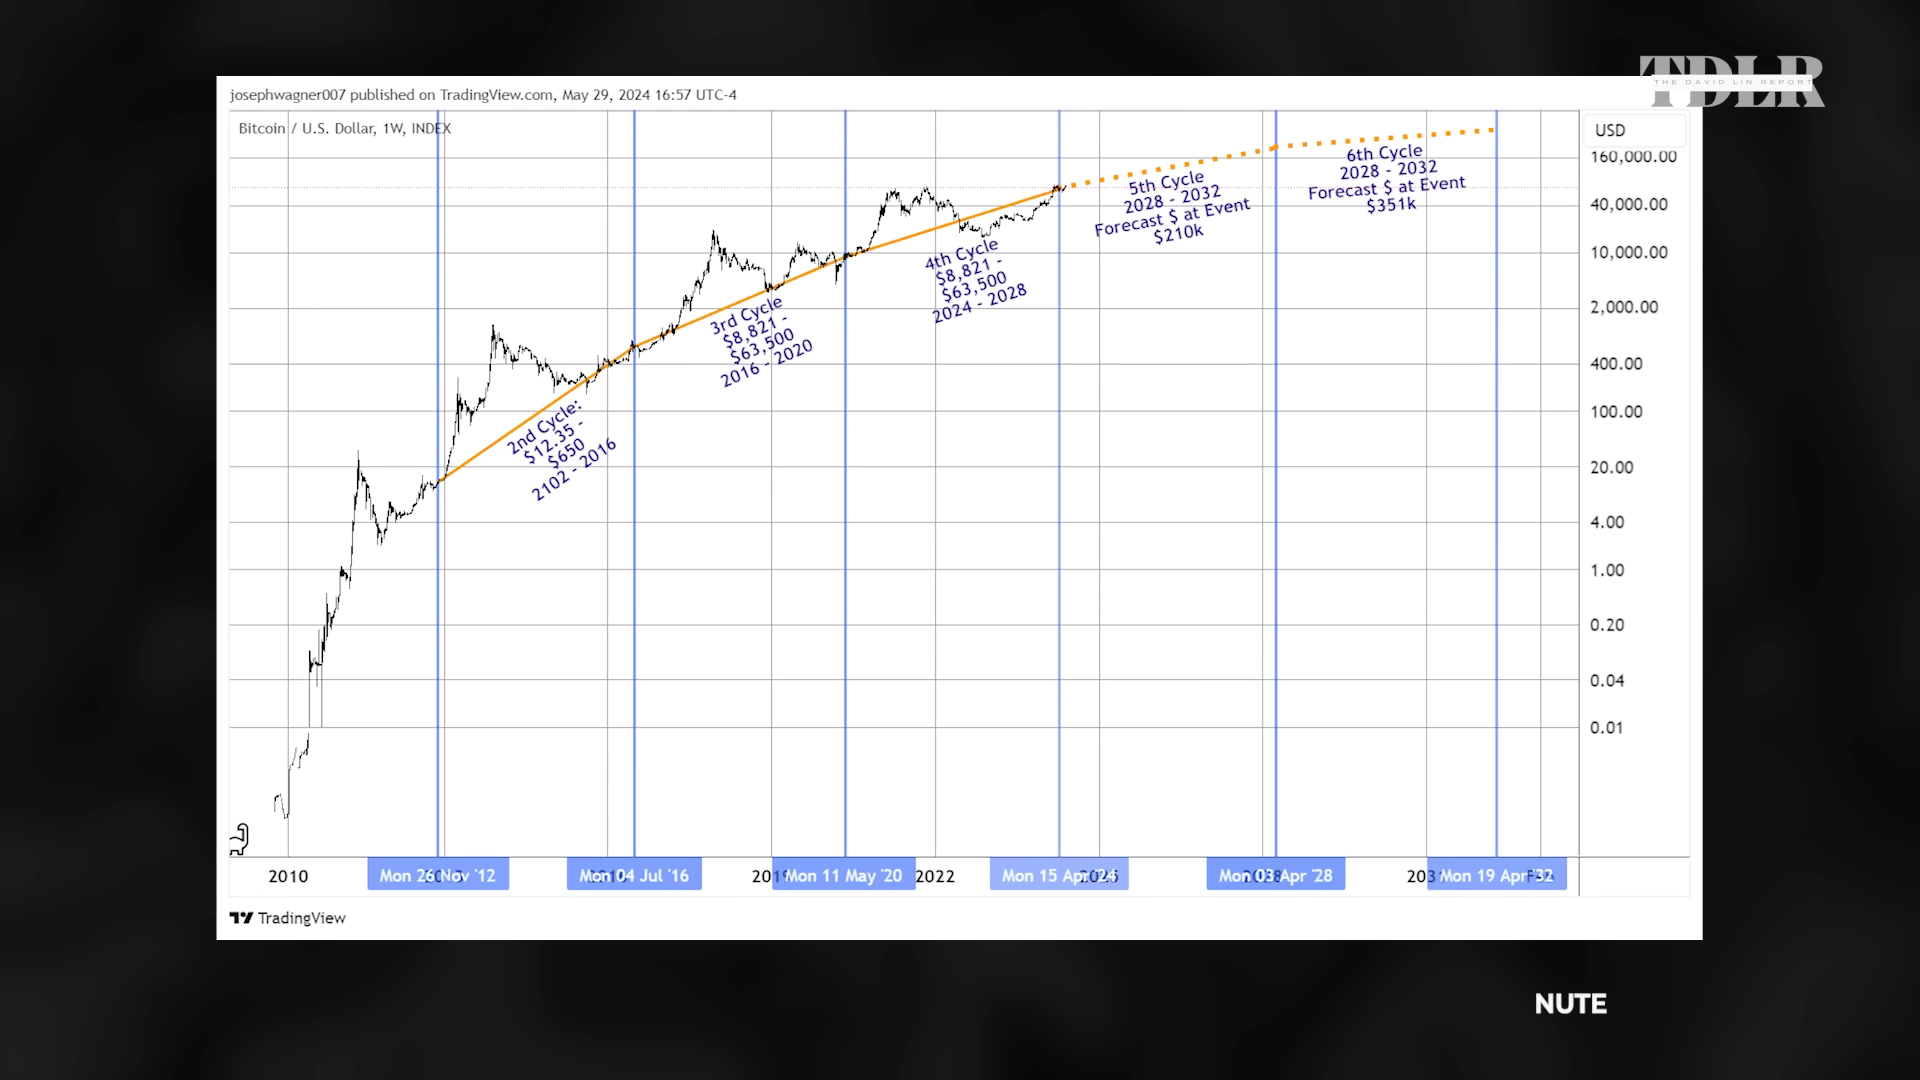 TDLR
THE DAVID LIN REPORT
josephwagner007 published on TradingView.com, May 29, 2024 16:57 UTC-4
Bitcoin / U.S. Dollar, 1W, INDEX
USD
160,000.00
40,000.00
10,000.00
2,000.00
400.00
100.00
20.00
4.00
1.00
0.20
0.04
0.01
2nd Cycle:
$12.35 -
$650
2102 - 2016
3rd Cycle
$8,821 -
$63,500
2016 - 2020
4th Cycle
$8,821 -
$63,500
2024 - 2028
5th Cycle
2028 - 2032
Forecast $ at Event
$210k
6th Cycle
2028 - 2032
Forecast $ at Event
$351k
2010
Mon 26 Nov '12
Mon 04 Jul '16
Mon 11 May '20
2022
Mon 15 Apr '24
Mon 03 Apr '28
Mon 19 Apr '32
TradingView
NUTE